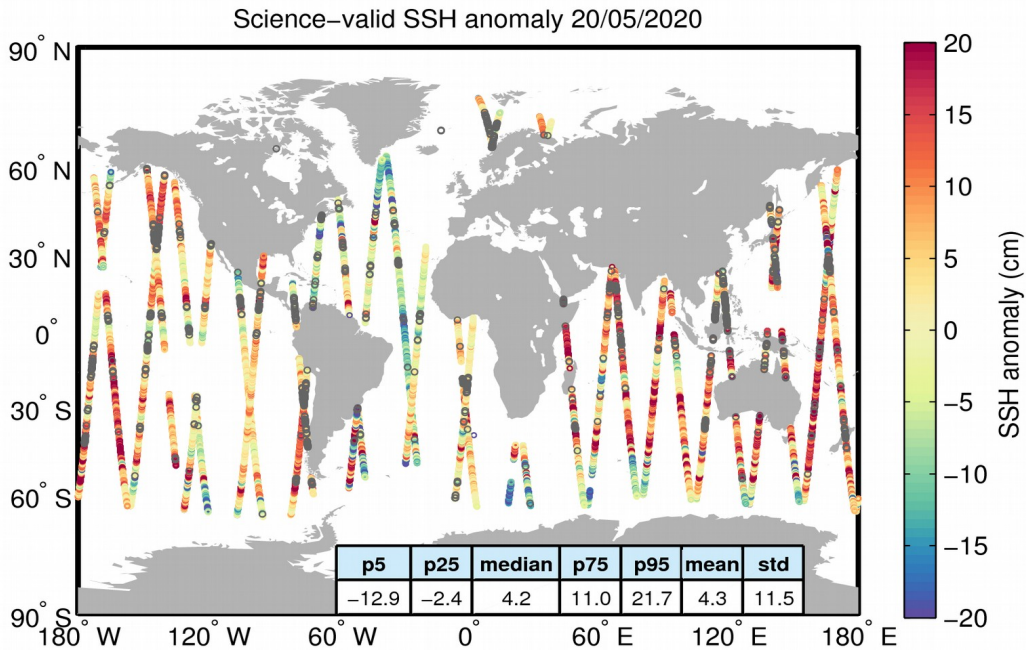 Science−valid SSH anomaly 20/05/2020
90° N
60° N
30° N
0°
30° S
60° S
90° S
180° W
120° W
60° W
0°
60° E
120° E
180° E
p5 p25 median p75 p95 mean std
−12.9 −2.4 4.2 11.0 21.7 4.3 11.5
20
15
10
5
0
−5
−10
−15
−20
SSH anomaly (cm)